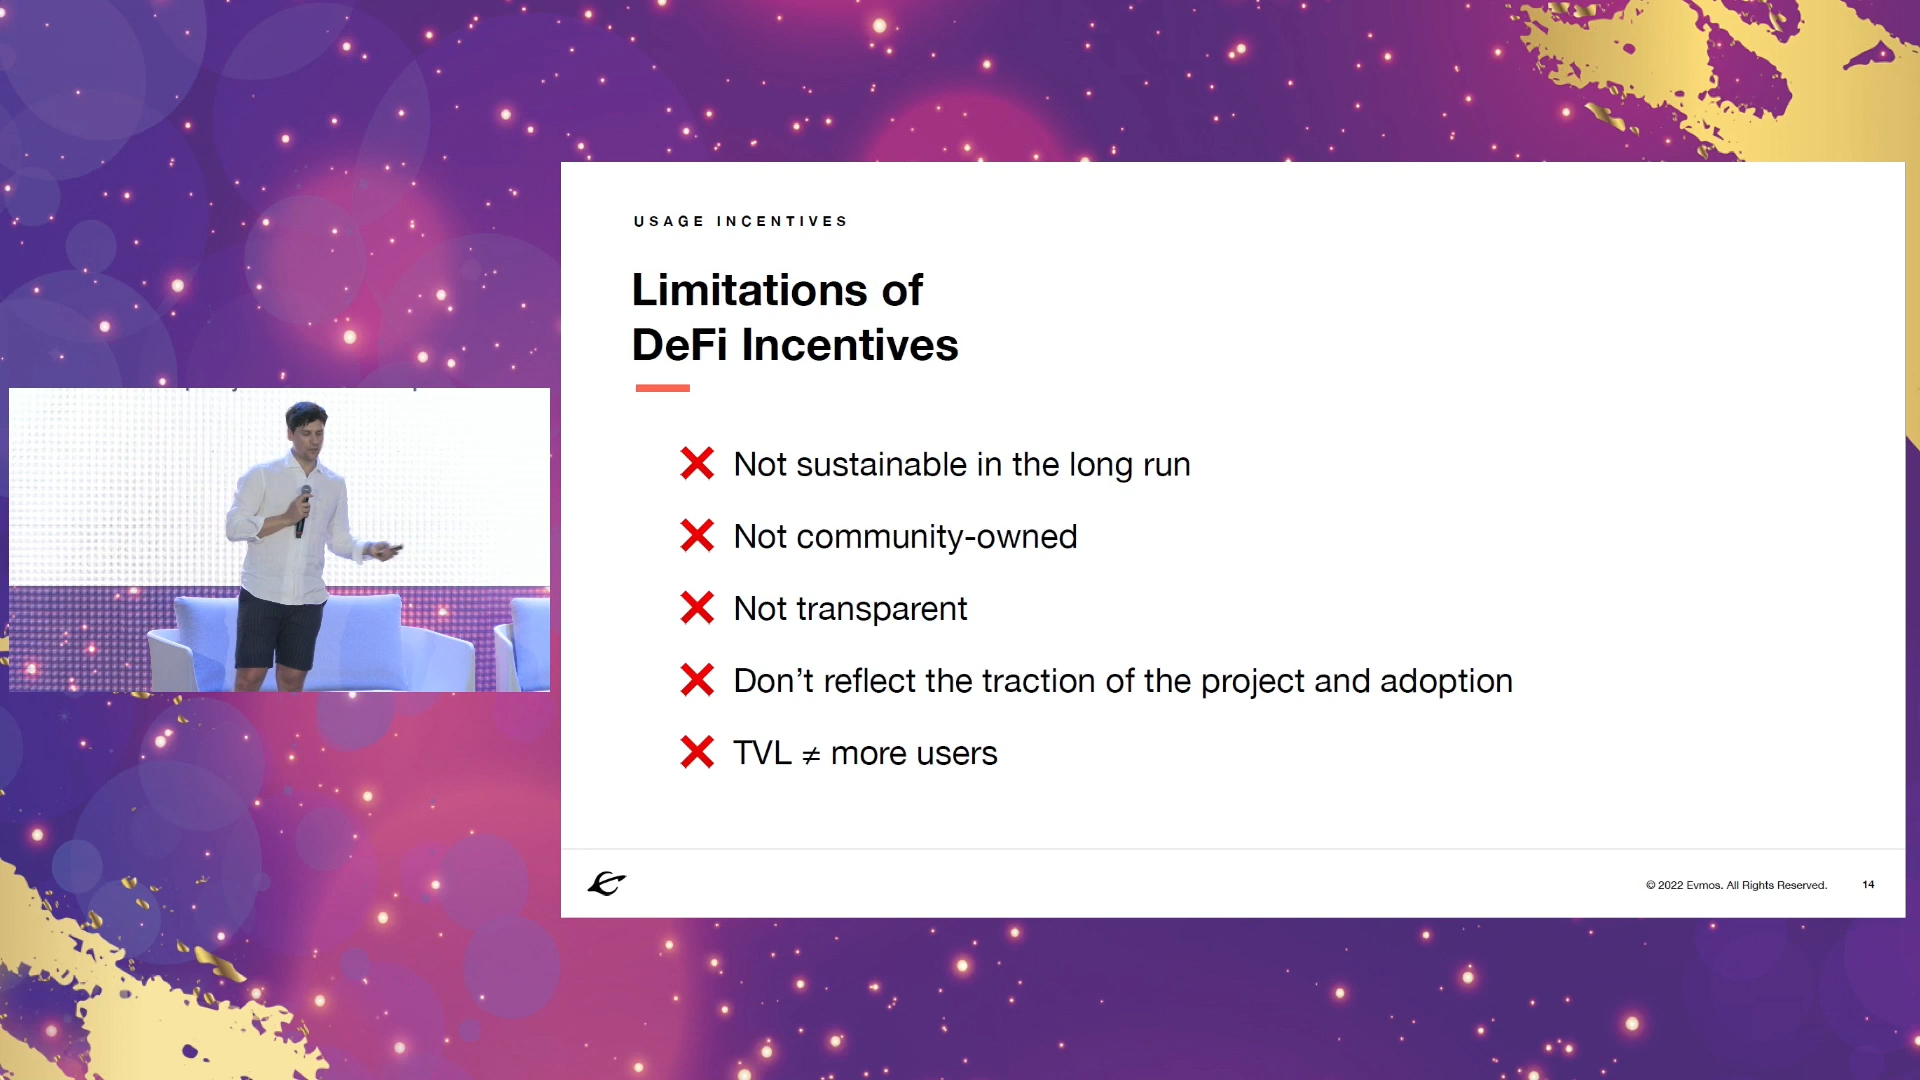 USAGE INCENTIVES
Limitations of
DeFi Incentives
Not sustainable in the long run
Not community-owned
Not transparent
Don’t reflect the traction of the project and adoption
TVL ≠ more users
© 2022 Evmos. All Rights Reserved. 14